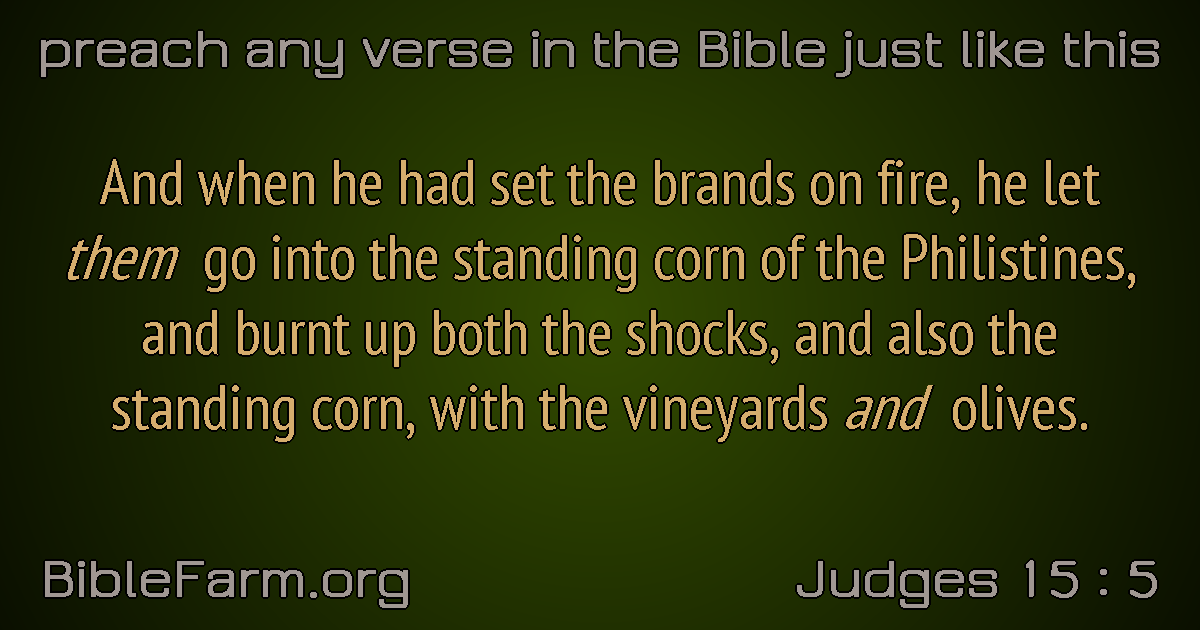 preach any verse in the Bible just like this
And when he had set the brands on fire, he let
them go into the standing corn of the Philistines,
and burnt up both the shocks, and also the
standing corn, with the vineyards and olives.
BibleFarm.org
Judges 15 : 5